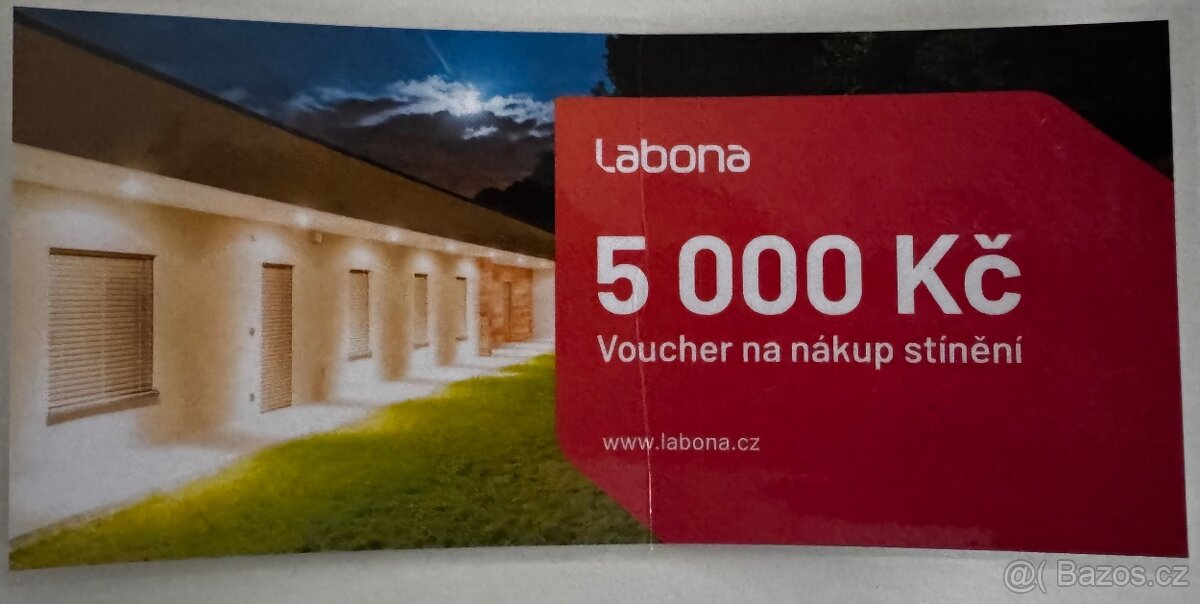 Labona
5 000 Kč
Voucher na nákup stínění
www.labona.cz
@( Bazos.cz